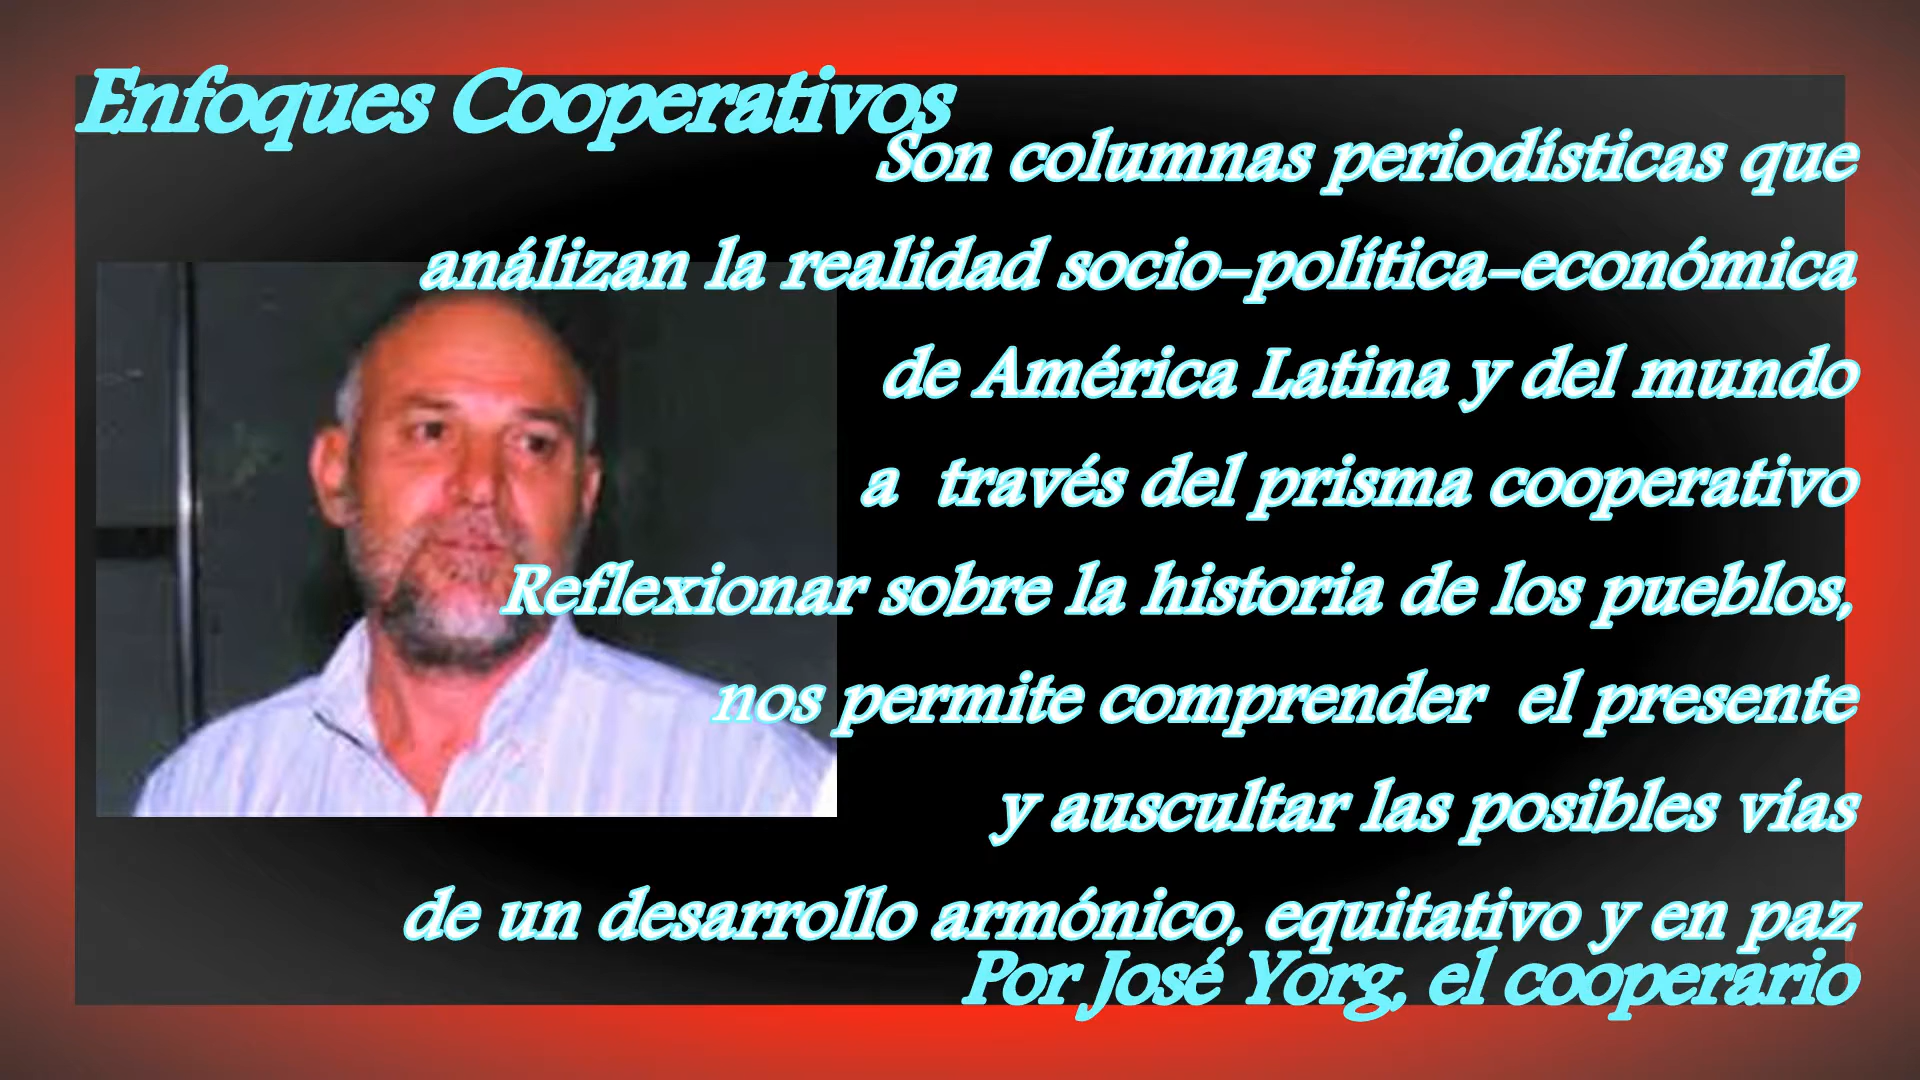 Enfoques Cooperativos
Son columnas periodísticas que
análizan la realidad socio-política-económica
de América Latina y del mundo
a través del prisma cooperativo
Reflexionar sobre la historia de los pueblos,
nos permite comprender el presente
y auscultar las posibles vías
de un desarrollo armónico, equitativo y en paz
Por José Yorg, el cooperario